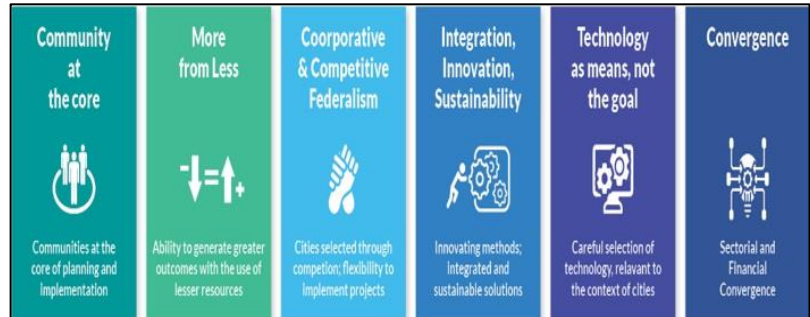 Community
at
the core
Communities at the
core of planning and
Implementation
More
from Less
Ability to generate greater
outcomes with the use of
lesser resources
Coorporative
& Competitive
Federalism
Cities selected through
competion; flexibility to
implement projects
Integration,
Innovation,
Sustainability
Innovating methods;
integrated and
sustainable solutions
Technology
as means, not
the goal
Careful selection of
technology, relavant to
the context of cities
Convergence
Sectorial and
Financial
Convergence